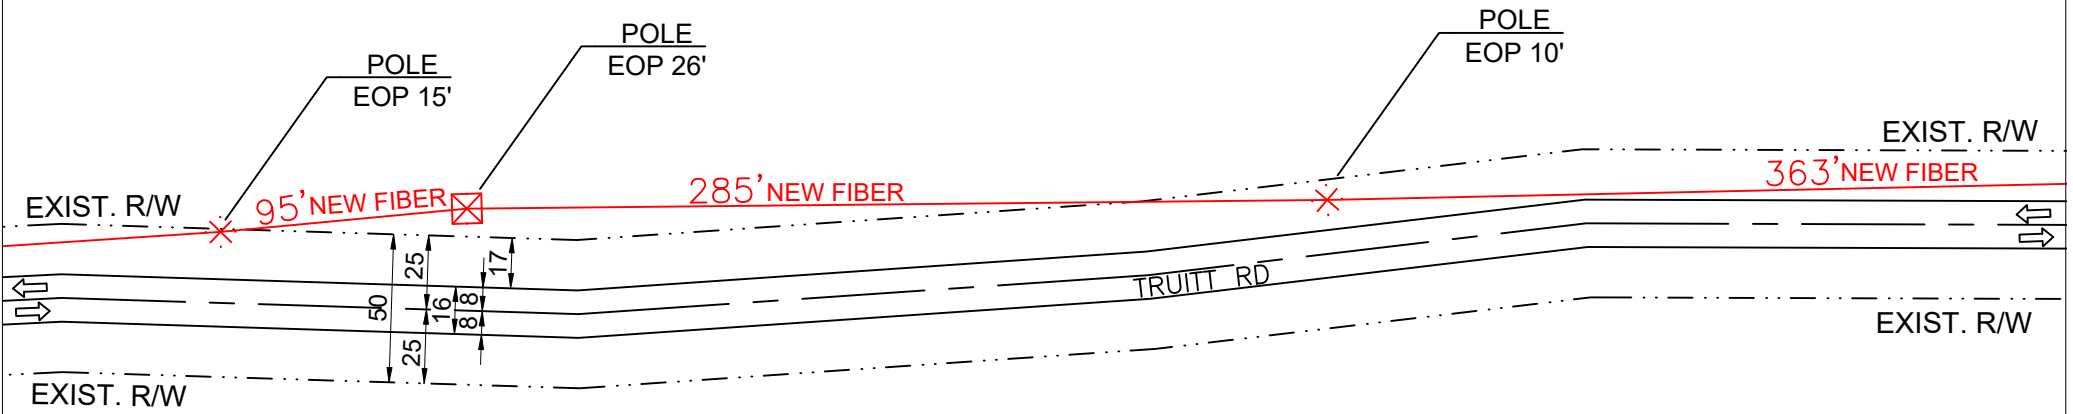 POLE
EOP 15'
POLE
EOP 26'
POLE
EOP 10'
EXIST. R/W
EXIST. R/W
95' NEW FIBER
285' NEW FIBER
363' NEW FIBER
50
25
25
16
8
8
17
TRUITT RD
EXIST. R/W
EXIST. R/W